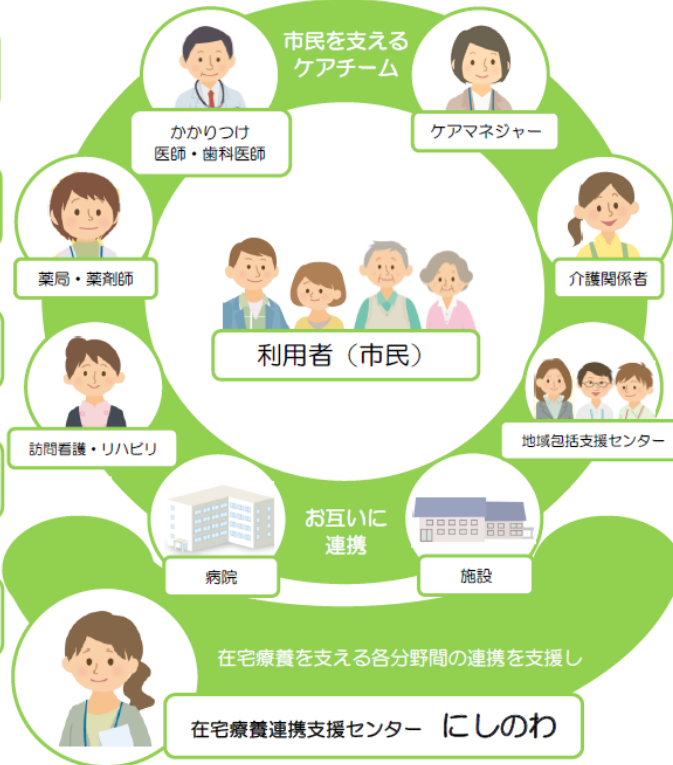 市民を支える
ケアチーム
かかりつけ
医師・歯科医師
ケアマネジャー
薬局・薬剤師
介護関係者
利用者（市民）
訪問看護・リハビリ
地域包括支援センター
お互いに
連携
病院
施設
在宅療養を支える各分野間の連携を支援し
在宅療養連携支援センター　にしのわ